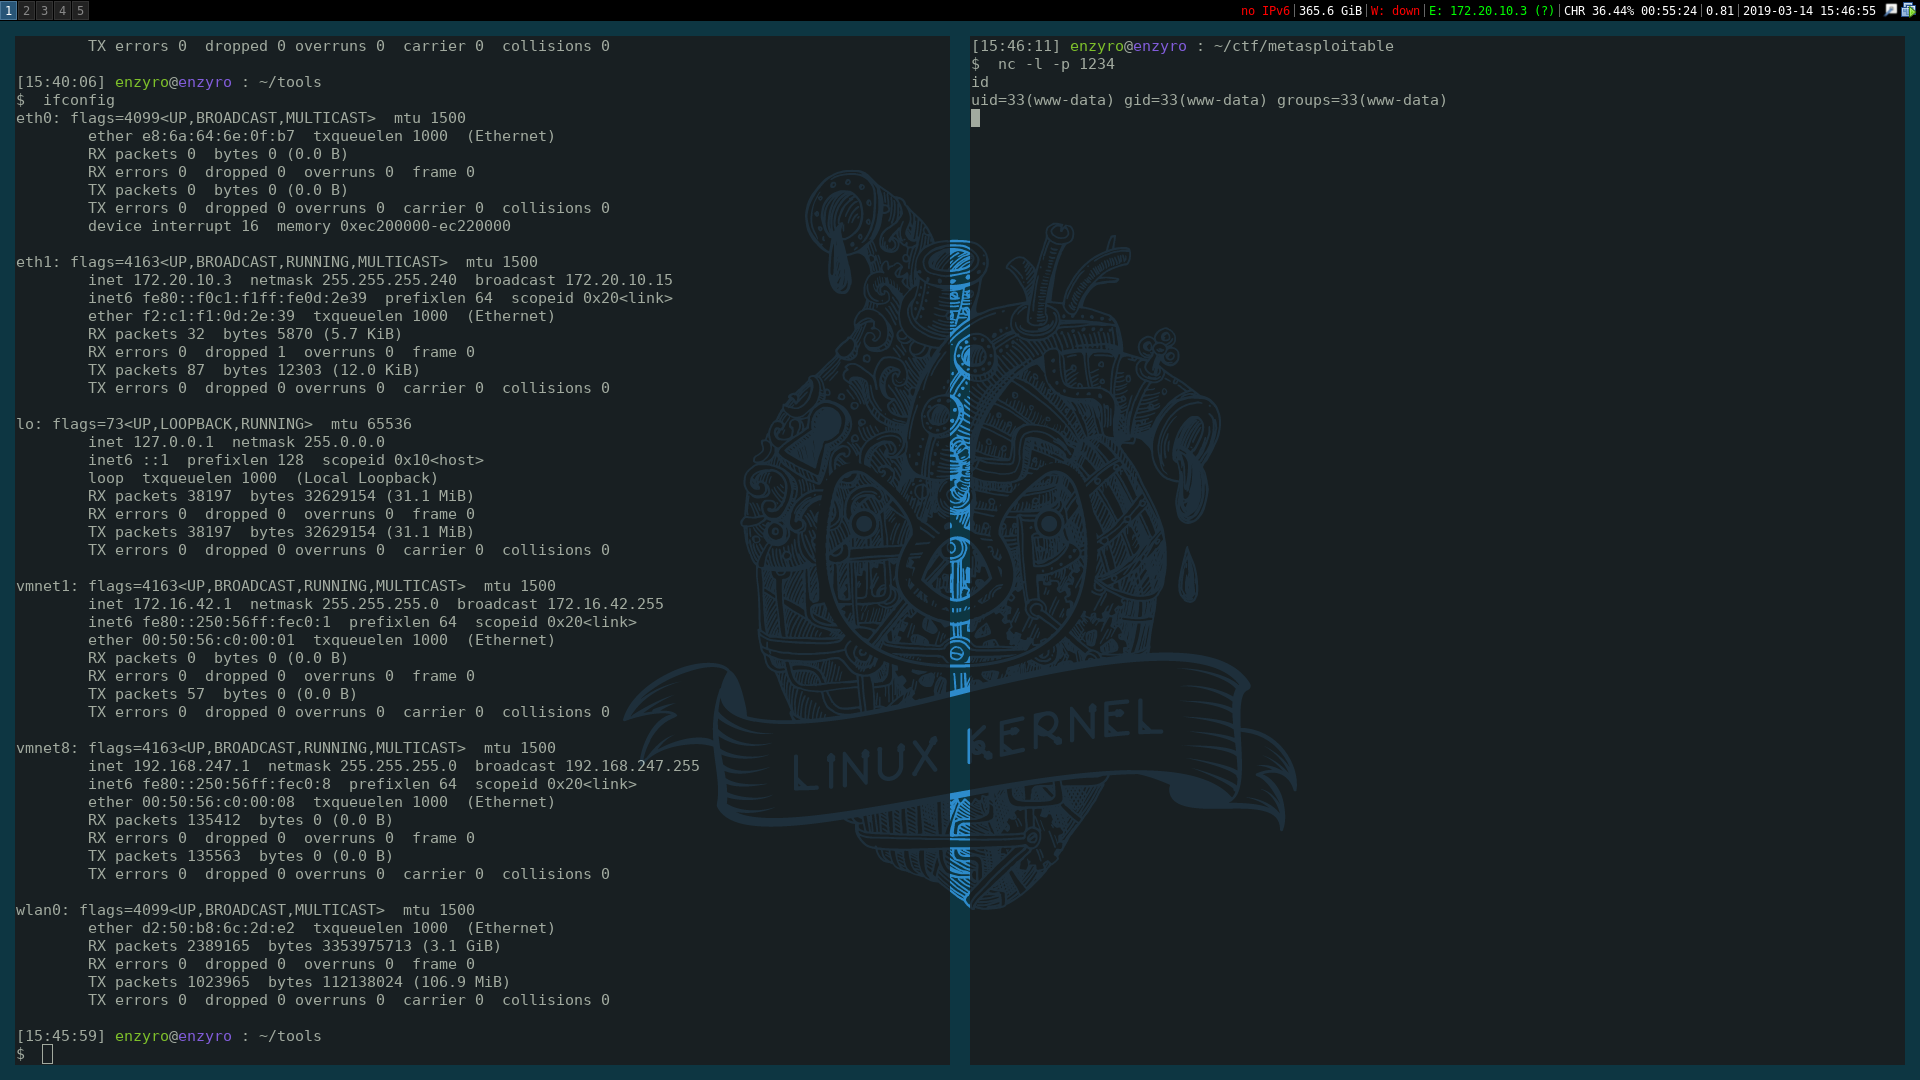 1 2 3 4 5
no IPv6|365.6 GiB|W: down|E: 172.20.10.3 (?)|CHR 36.44% 00:55:24|0.81|2019-03-14 15:46:55
TX errors 0  dropped 0 overruns 0  carrier 0  collisions 0
[15:40:06] enzyro@enzyro : ~/tools
$  ifconfig
eth0: flags=4099<UP,BROADCAST,MULTICAST>  mtu 1500
ether e8:6a:64:6e:0f:b7  txqueuelen 1000  (Ethernet)
RX packets 0  bytes 0 (0.0 B)
RX errors 0  dropped 0  overruns 0  frame 0
TX packets 0  bytes 0 (0.0 B)
TX errors 0  dropped 0 overruns 0  carrier 0  collisions 0
device interrupt 16  memory 0xec200000-ec220000
eth1: flags=4163<UP,BROADCAST,RUNNING,MULTICAST>  mtu 1500
inet 172.20.10.3  netmask 255.255.255.240  broadcast 172.20.10.15
inet6 fe80::f0c1:f1ff:fe0d:2e39  prefixlen 64  scopeid 0x20<link>
ether f2:c1:f1:0d:2e:39  txqueuelen 1000  (Ethernet)
RX packets 32  bytes 5870 (5.7 KiB)
RX errors 0  dropped 1  overruns 0  frame 0
TX packets 87  bytes 12303 (12.0 KiB)
TX errors 0  dropped 0 overruns 0  carrier 0  collisions 0
lo: flags=73<UP,LOOPBACK,RUNNING>  mtu 65536
inet 127.0.0.1  netmask 255.0.0.0
inet6 ::1  prefixlen 128  scopeid 0x10<host>
loop  txqueuelen 1000  (Local Loopback)
RX packets 38197  bytes 32629154 (31.1 MiB)
RX errors 0  dropped 0  overruns 0  frame 0
TX packets 38197  bytes 32629154 (31.1 MiB)
TX errors 0  dropped 0 overruns 0  carrier 0  collisions 0
vmnet1: flags=4163<UP,BROADCAST,RUNNING,MULTICAST>  mtu 1500
inet 172.16.42.1  netmask 255.255.255.0  broadcast 172.16.42.255
inet6 fe80::250:56ff:fec0:1  prefixlen 64  scopeid 0x20<link>
ether 00:50:56:c0:00:01  txqueuelen 1000  (Ethernet)
RX packets 0  bytes 0 (0.0 B)
RX errors 0  dropped 0  overruns 0  frame 0
TX packets 57  bytes 0 (0.0 B)
TX errors 0  dropped 0 overruns 0  carrier 0  collisions 0
vmnet8: flags=4163<UP,BROADCAST,RUNNING,MULTICAST>  mtu 1500
inet 192.168.247.1  netmask 255.255.255.0  broadcast 192.168.247.255
inet6 fe80::250:56ff:fec0:8  prefixlen 64  scopeid 0x20<link>
ether 00:50:56:c0:00:08  txqueuelen 1000  (Ethernet)
RX packets 135412  bytes 0 (0.0 B)
RX errors 0  dropped 0  overruns 0  frame 0
TX packets 135563  bytes 0 (0.0 B)
TX errors 0  dropped 0 overruns 0  carrier 0  collisions 0
wlan0: flags=4099<UP,BROADCAST,MULTICAST>  mtu 1500
ether d2:50:b8:6c:2d:e2  txqueuelen 1000  (Ethernet)
RX packets 2389165  bytes 3353975713 (3.1 GiB)
RX errors 0  dropped 0  overruns 0  frame 0
TX packets 1023965  bytes 112138024 (106.9 MiB)
TX errors 0  dropped 0 overruns 0  carrier 0  collisions 0
[15:45:59] enzyro@enzyro : ~/tools
$
[15:46:11] enzyro@enzyro : ~/ctf/metasploitable
$  nc -l -p 1234
id
uid=33(www-data) gid=33(www-data) groups=33(www-data)
LINUX KERNEL